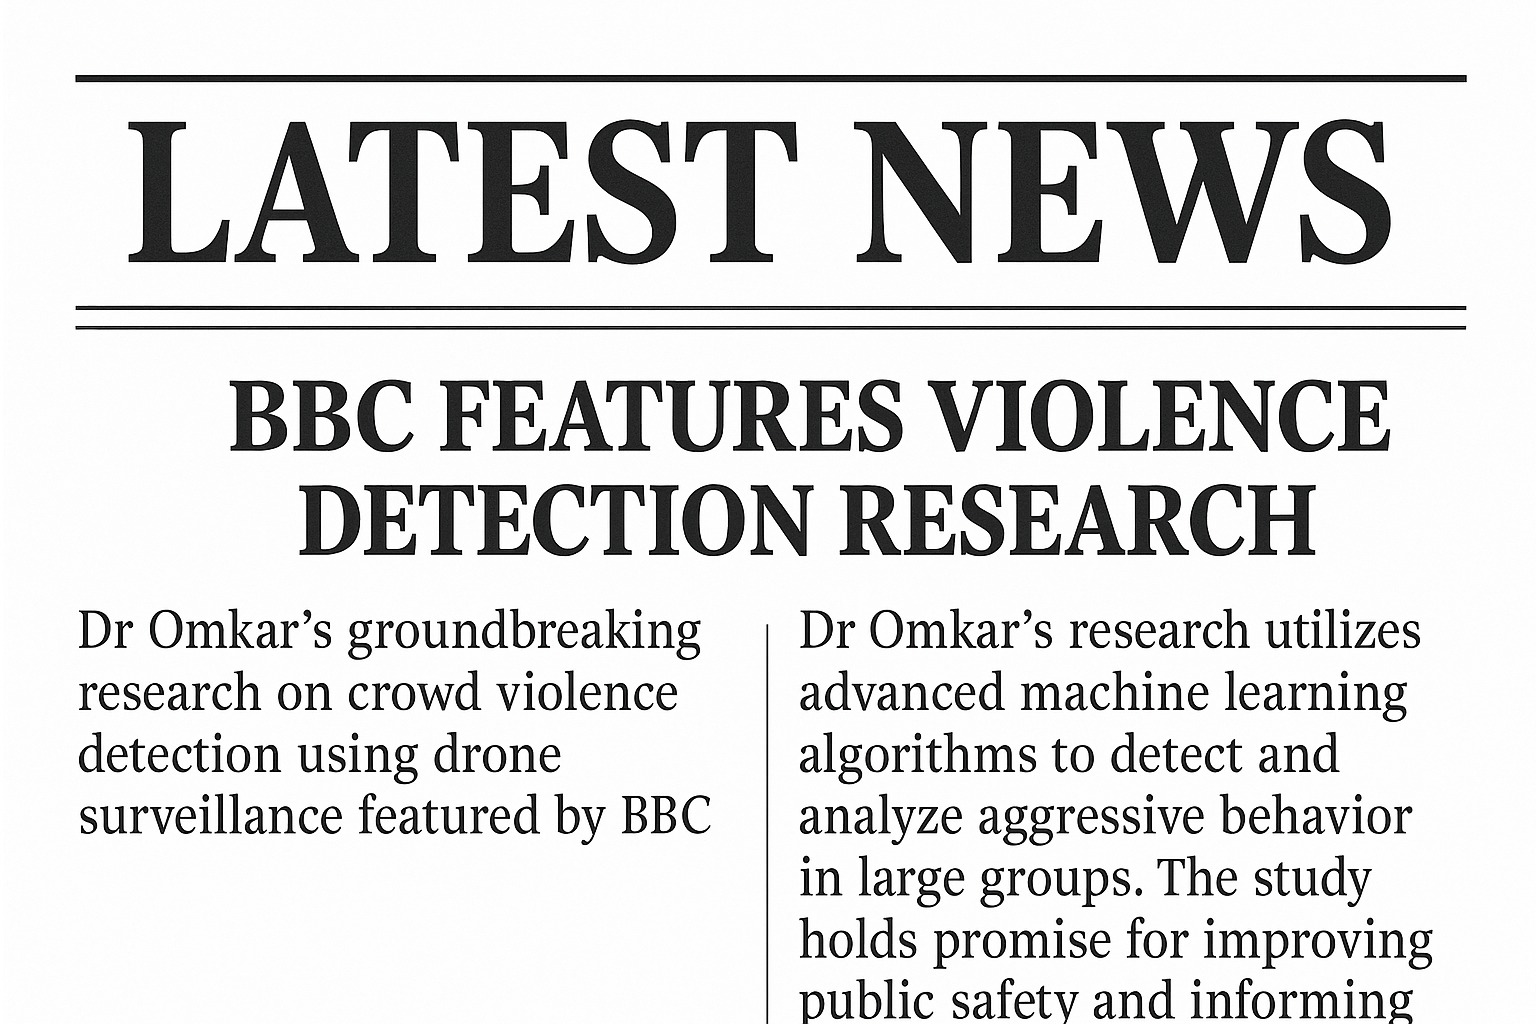 LATEST NEWS
BBC FEATURES VIOLENCE
DETECTION RESEARCH
Dr Omkar’s groundbreaking
research on crowd violence
detection using drone
surveillance featured by BBC
Dr Omkar’s research utilizes
advanced machine learning
algorithms to detect and
analyze aggressive behavior
in large groups. The study
holds promise for improving
public safety and informing